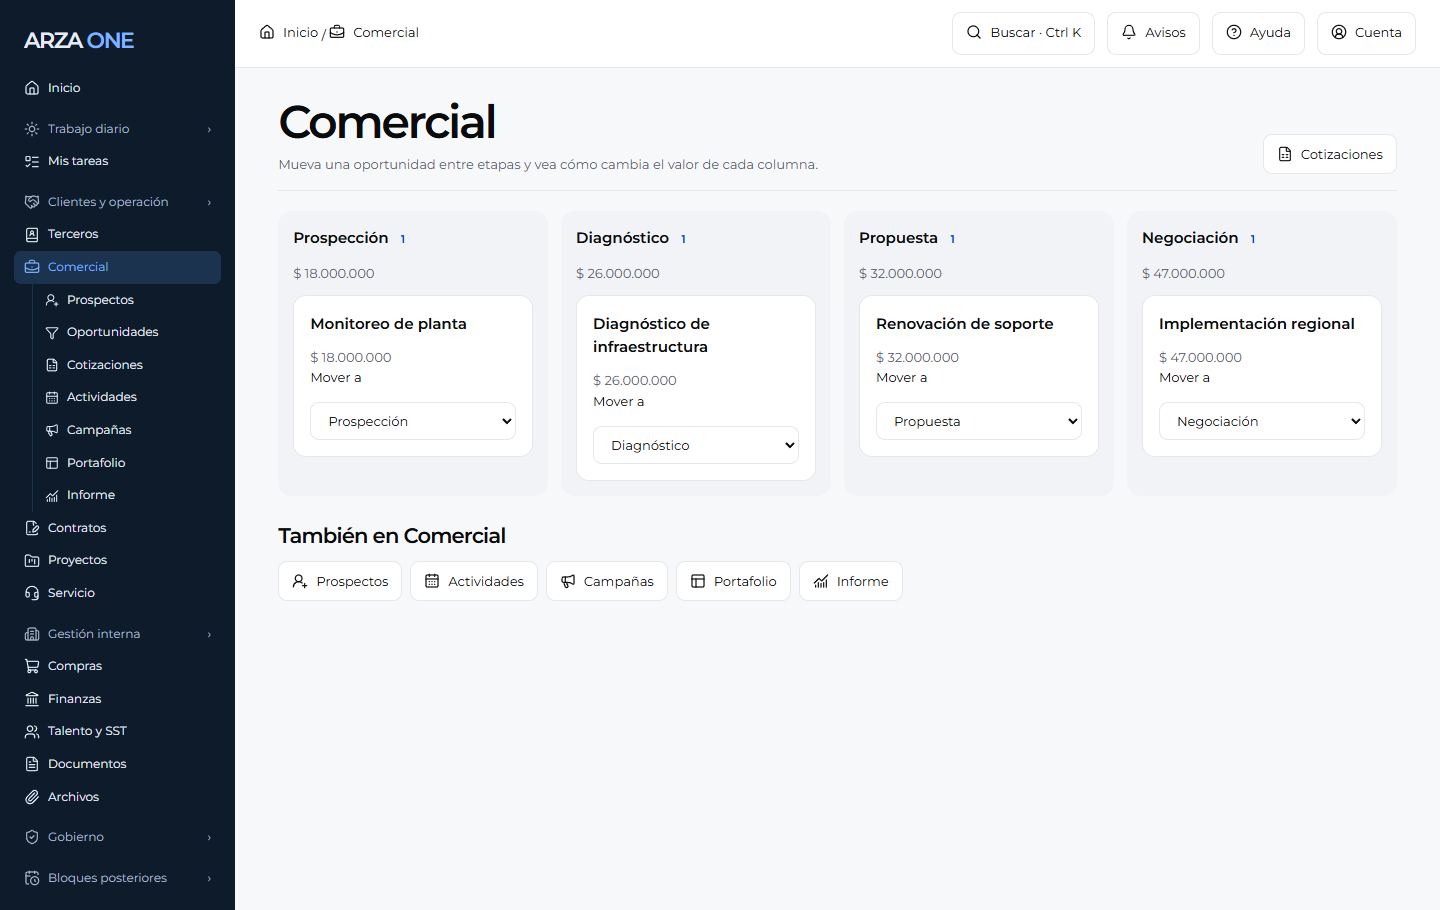 ARZA ONE
Inicio
Trabajo diario ›
Mis tareas
Clientes y operación ›
Terceros
Comercial
Prospectos
Oportunidades
Cotizaciones
Actividades
Campañas
Portafolio
Informe
Contratos
Proyectos
Servicio
Gestión interna ›
Compras
Finanzas
Talento y SST
Documentos
Archivos
Gobierno ›
Bloques posteriores ›
Inicio / Comercial
Buscar · Ctrl K
Avisos
Ayuda
Cuenta
Comercial
Mueva una oportunidad entre etapas y vea cómo cambia el valor de cada columna.
Cotizaciones
Prospección 1
$ 18.000.000
Monitoreo de planta
$ 18.000.000
Mover a
Prospección
Diagnóstico 1
$ 26.000.000
Diagnóstico de
infraestructura
$ 26.000.000
Mover a
Diagnóstico
Propuesta 1
$ 32.000.000
Renovación de soporte
$ 32.000.000
Mover a
Propuesta
Negociación 1
$ 47.000.000
Implementación regional
$ 47.000.000
Mover a
Negociación
También en Comercial
Prospectos
Actividades
Campañas
Portafolio
Informe